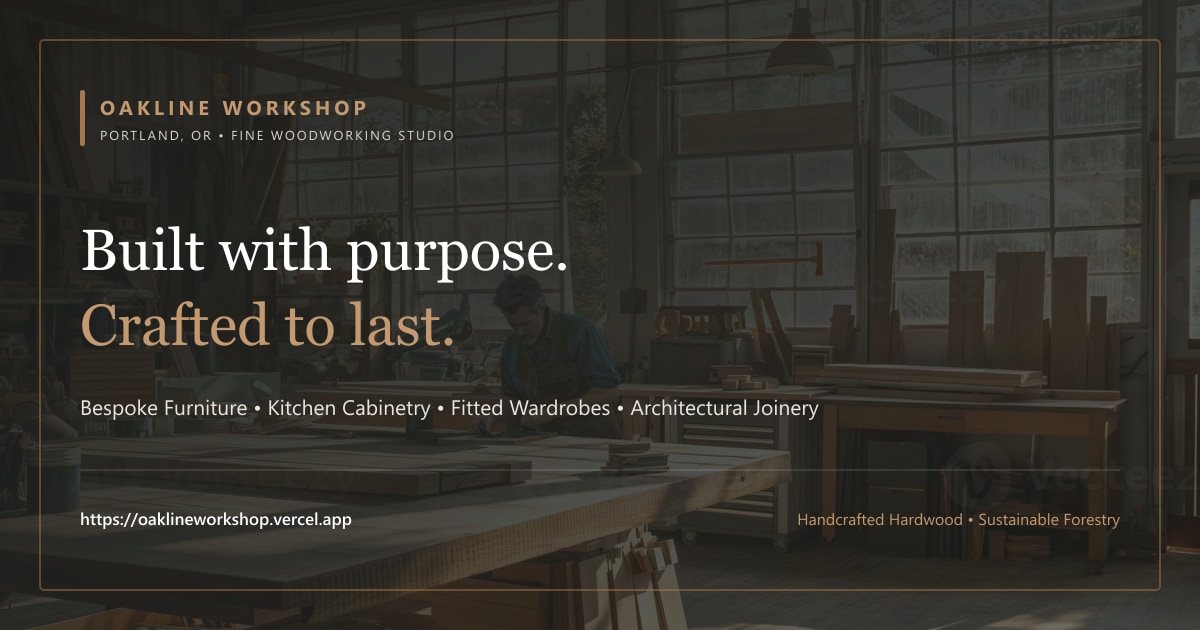 OAKLINE WORKSHOP
PORTLAND, OR • FINE WOODWORKING STUDIO
Built with purpose.
Crafted to last.
Bespoke Furniture • Kitchen Cabinetry • Fitted Wardrobes • Architectural Joinery
https://oaklineworkshop.vercel.app
Handcrafted Hardwood • Sustainable Forestry
Vecteezy